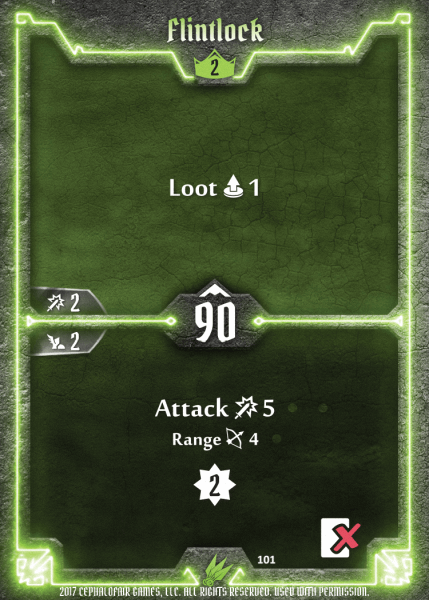 Flintlock
2
Loot 1
2
90
2
Attack 5
Range 4
2
101
2017 CEPHALOFAIR GAMES, LLC. ALL RIGHTS RESERVED. USED WITH PERMISSION.